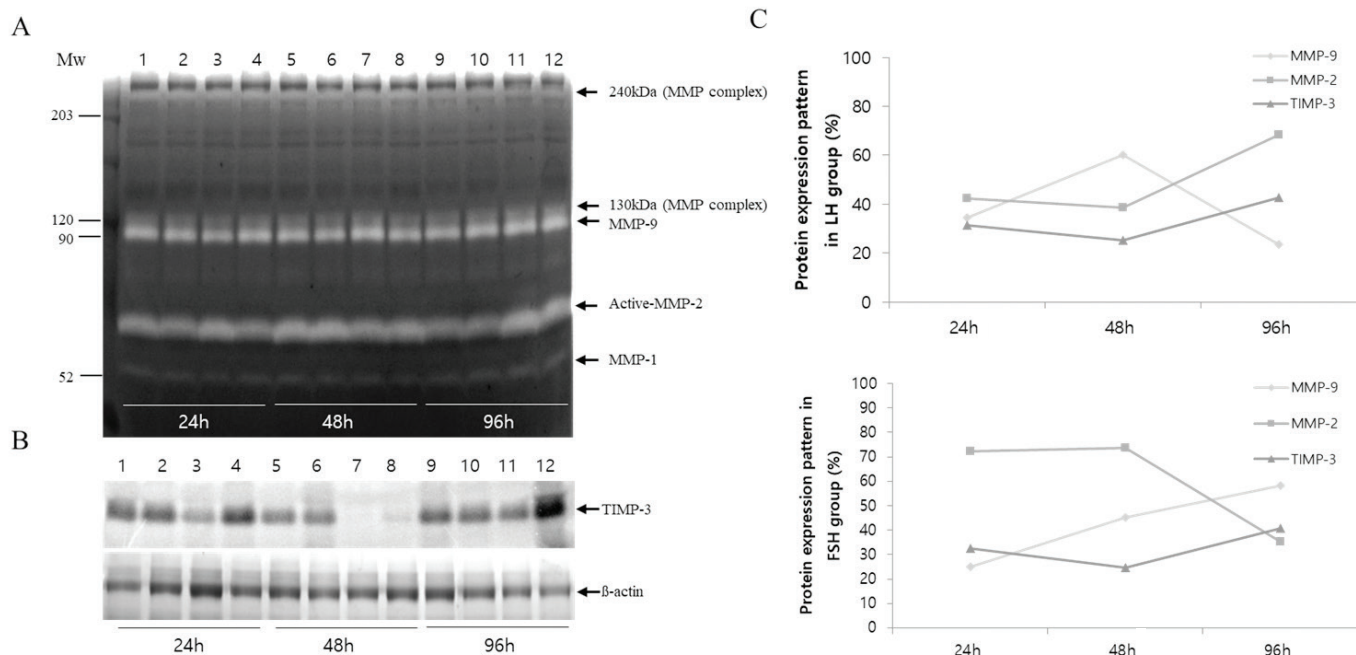 A
Mw 1 2 3 4 5 6 7 8 9 10 11 12
203
120
90
52
240kDa (MMP complex)
130kDa (MMP complex)
MMP-9
Active-MMP-2
MMP-1
24h 48h 96h
B
1 2 3 4 5 6 7 8 9 10 11 12
TIMP-3
ß-actin
24h 48h 96h
C
Protein expression pattern
in LH group (%)
100
80
60
40
20
0
24h 48h 96h
MMP-9
MMP-2
TIMP-3
Protein expression pattern in
FSH group (%)
100
90
80
70
60
50
40
30
20
10
0
24h 48h 96h
MMP-9
MMP-2
TIMP-3